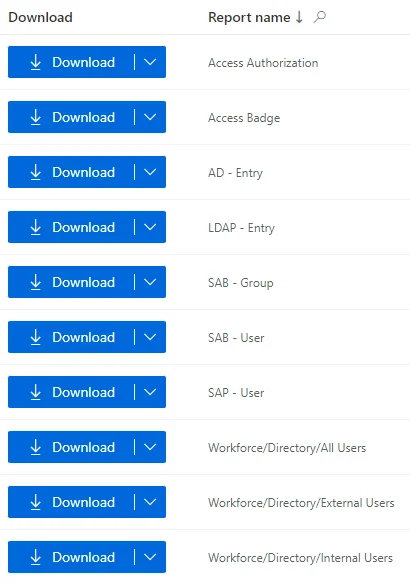 Download Report name
Download Access Authorization
Download Access Badge
Download AD - Entry
Download LDAP - Entry
Download SAB - Group
Download SAB - User
Download SAP - User
Download Workforce/Directory/All Users
Download Workforce/Directory/External Users
Download Workforce/Directory/Internal Users